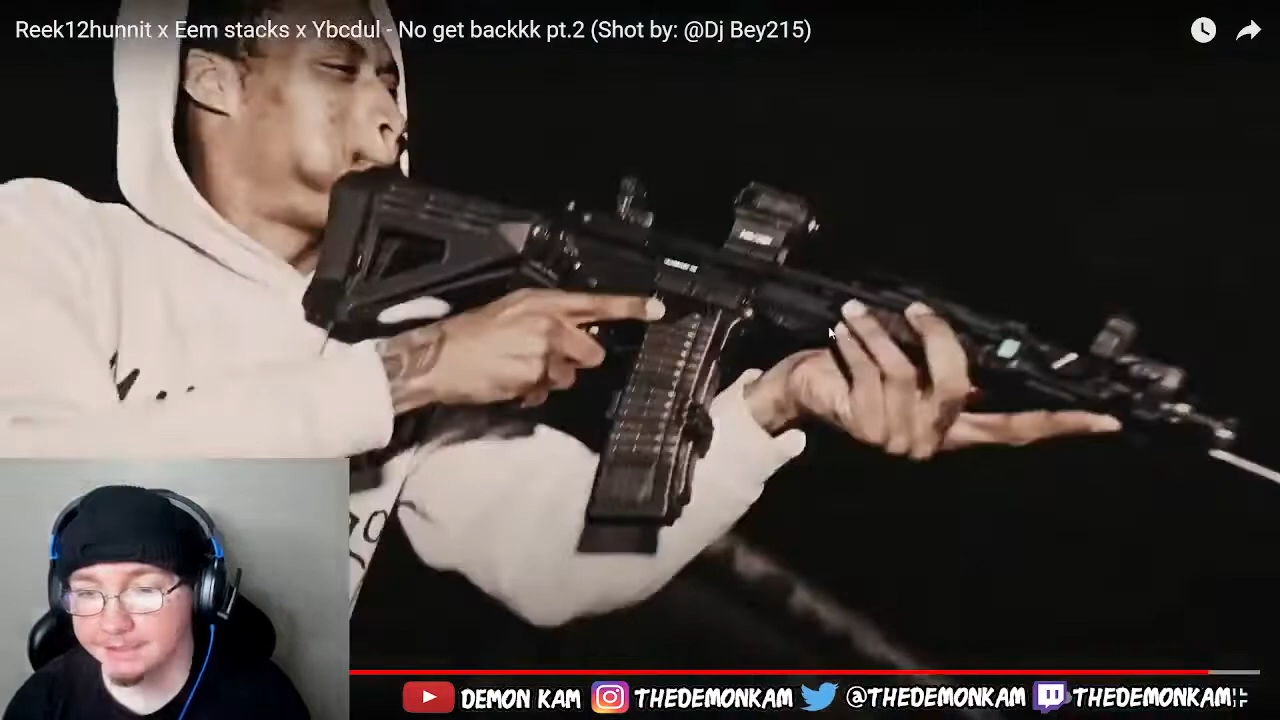 Reek12hunnit x Eem stacks x Ybcdul - No get backkk pt.2 (Shot by: @Dj Bey215)
DEMON KAM THEDEMONKAM @THEDEMONKAM THEDEMONKAM